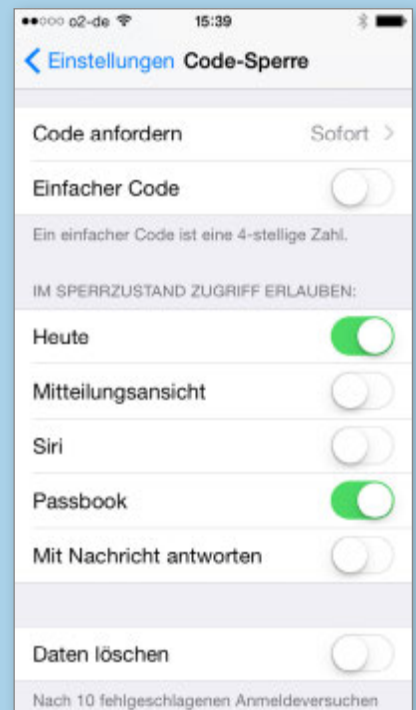 o2-de 15:39
Einstellungen Code-Sperre
Code anfordern Sofort
Einfacher Code
Ein einfacher Code ist eine 4-stellige Zahl.
IM SPERRZUSTAND ZUGRIFF ERLAUBEN:
Heute
Mitteilungsansicht
Siri
Passbook
Mit Nachricht antworten
Daten löschen
Nach 10 fehlgeschlagenen Anmeldeversuchen